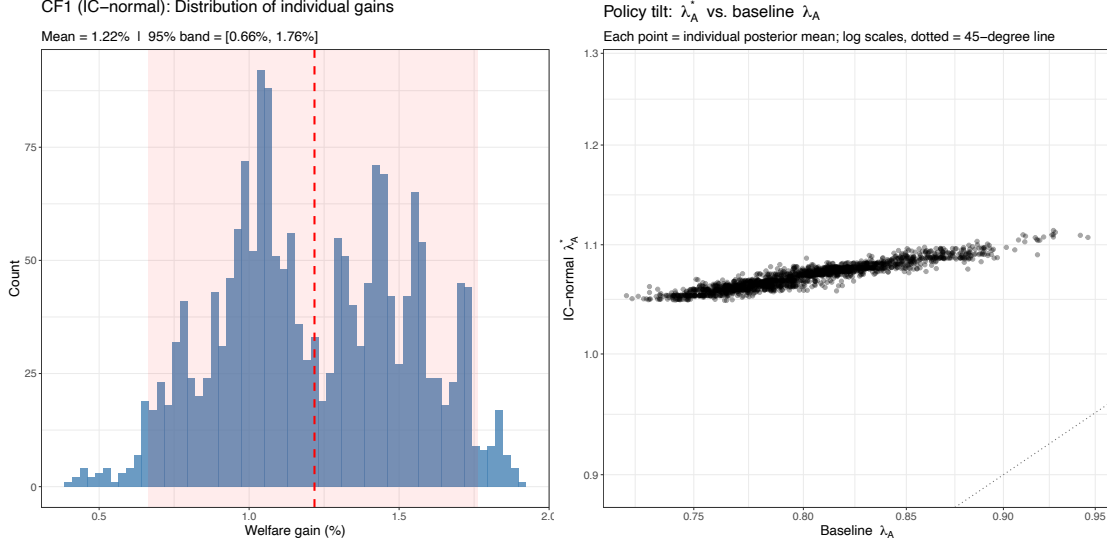 CF1 (IC−normal): Distribution of individual gains
Mean = 1.22%  |  95% band = [0.66%, 1.76%]
75
50
25
0
Count
0.5
1.0
1.5
2.0
Welfare gain (%)
Policy tilt: λ*A vs. baseline λA
Each point = individual posterior mean; log scales, dotted = 45−degree line
1.3
1.2
1.1
1.0
0.9
IC−normal λ*A
0.75
0.80
0.85
0.90
0.95
Baseline λA